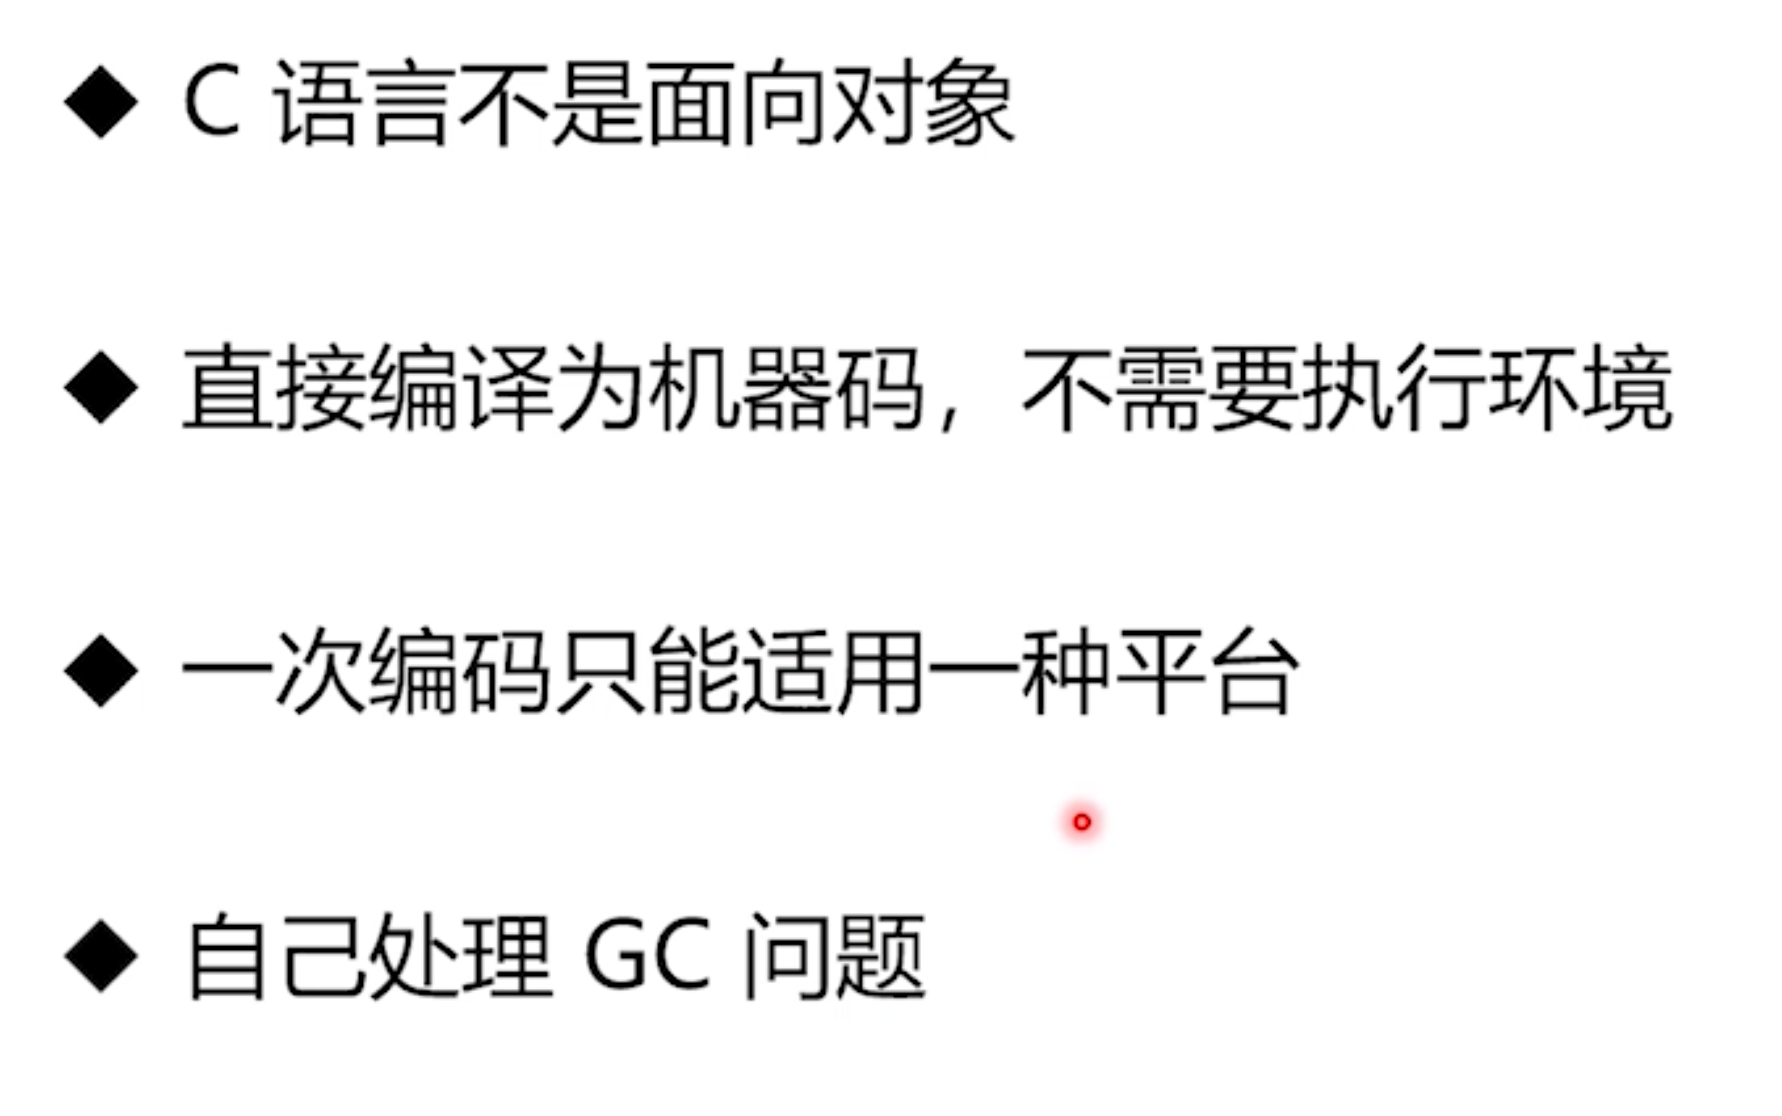 ◆ C 语言不是面向对象
◆ 直接编译为机器码，不需要执行环境
◆ 一次编码只能适用一种平台
◆ 自己处理 GC 问题